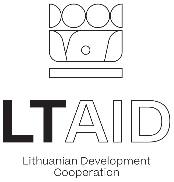 LTAID
Lithuanian Development
Cooperation